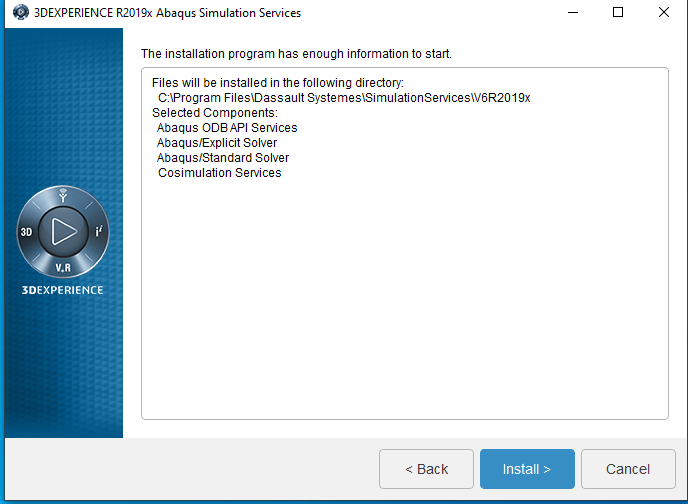 3DEXPERIENCE R2019x Abaqus Simulation Services
The installation program has enough information to start.
Files will be installed in the following directory:
C:\Program Files\Dassault Systemes\SimulationServices\V6R2019x
Selected Components:
Abaqus ODB API Services
Abaqus/Explicit Solver
Abaqus/Standard Solver
Cosimulation Services
3D
i
V.R
3DEXPERIENCE
< Back
Install >
Cancel